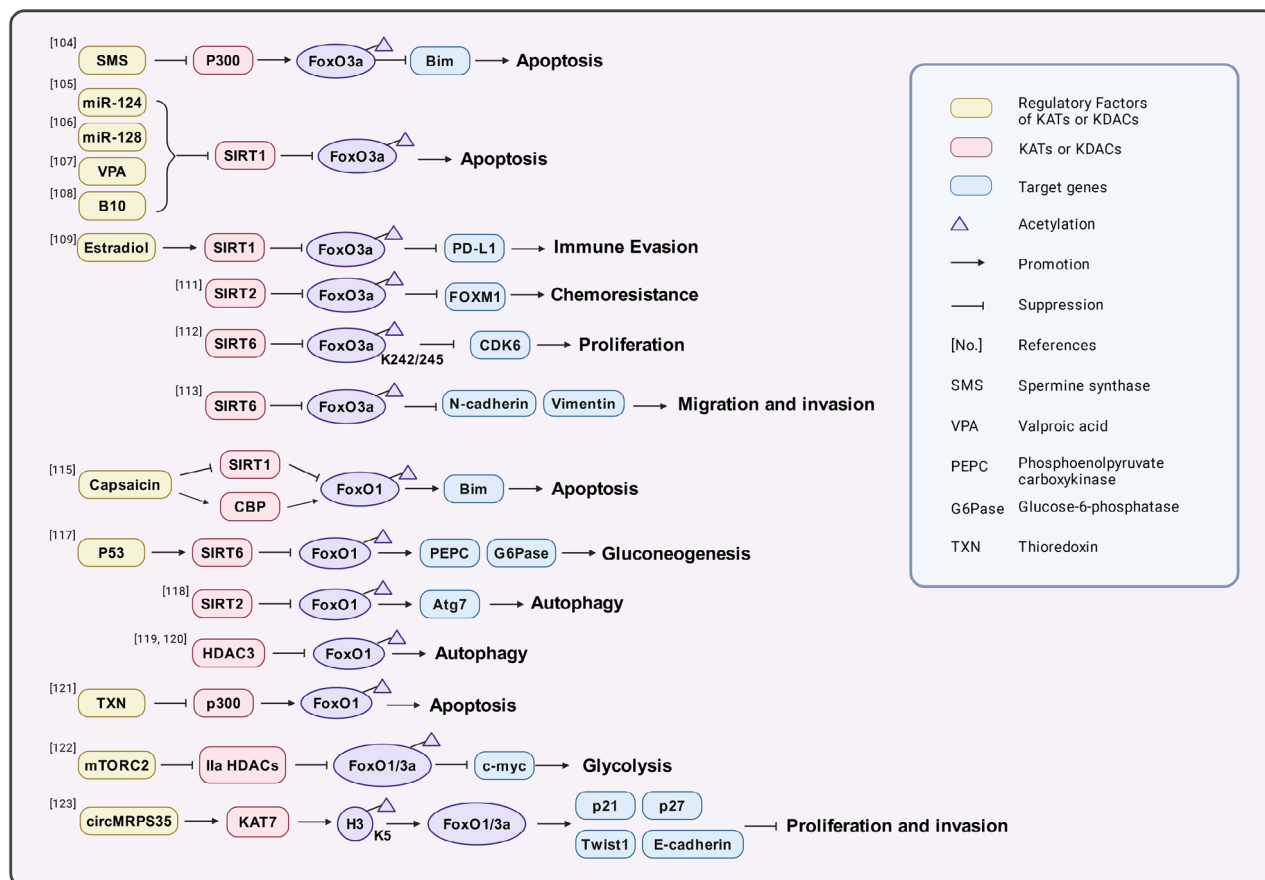 [104] SMS P300 FoxO3a Bim Apoptosis
[105] miR-124
[106] miR-128
[107] VPA
[108] B10
SIRT1 FoxO3a Apoptosis
[109] Estradiol SIRT1 FoxO3a PD-L1 Immune Evasion
[111] SIRT2 FoxO3a FOXM1 Chemoresistance
[112] SIRT6 FoxO3a K242/245 CDK6 Proliferation
[113] SIRT6 FoxO3a N-cadherin Vimentin Migration and invasion
[115] Capsaicin SIRT1 CBP FoxO1 Bim Apoptosis
[117] P53 SIRT6 FoxO1 PEPC G6Pase Gluconeogenesis
[118] SIRT2 FoxO1 Atg7 Autophagy
[119, 120] HDAC3 FoxO1 Autophagy
[121] TXN p300 FoxO1 Apoptosis
[122] mTORC2 IIa HDACs FoxO1/3a c-myc Glycolysis
[123] circMRPS35 KAT7 H3 K5 FoxO1/3a p21 p27 Twist1 E-cadherin Proliferation and invasion
Regulatory Factors
of KATs or KDACs
KATs or KDACs
Target genes
Acetylation
Promotion
Suppression
[No.] References
SMS Spermine synthase
VPA Valproic acid
PEPC Phosphoenolpyruvate
carboxykinase
G6Pase Glucose-6-phosphatase
TXN Thioredoxin